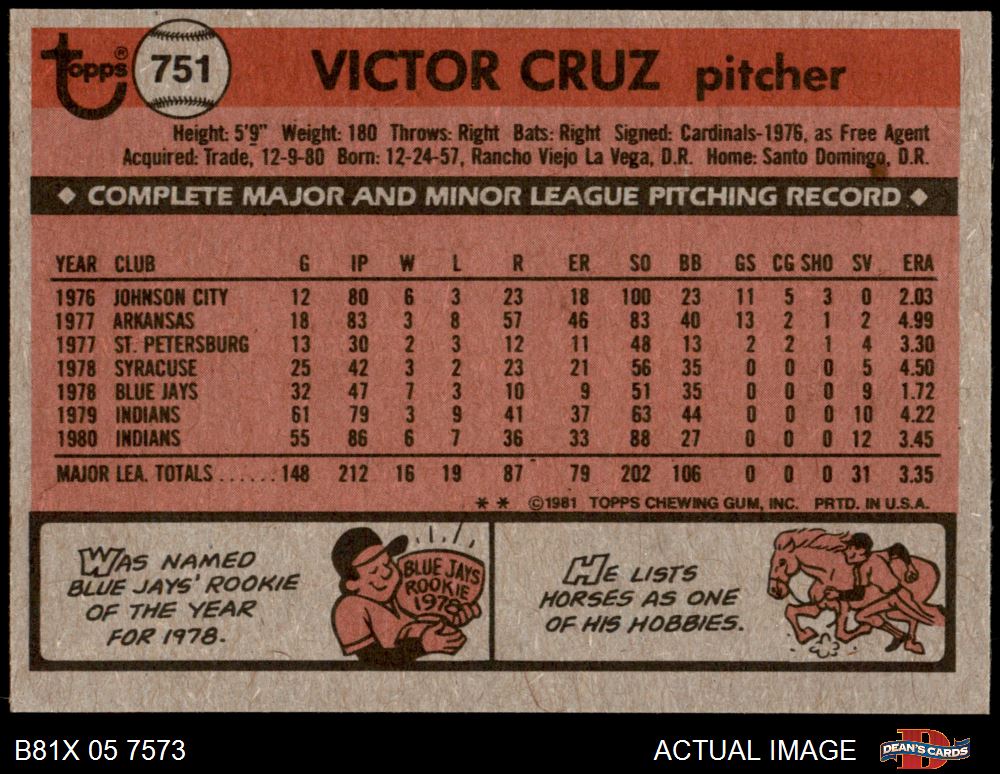 Topps®
751
VICTOR CRUZ pitcher
Height: 5'9" Weight: 180 Throws: Right Bats: Right Signed: Cardinals-1976, as Free Agent
Acquired: Trade, 12-9-80 Born: 12-24-57, Rancho Viejo La Vega, D.R. Home: Santo Domingo, D.R.
◆ COMPLETE MAJOR AND MINOR LEAGUE PITCHING RECORD ◆
YEAR CLUB G IP W L R ER SO BB GS CG SHO SV ERA
1976 JOHNSON CITY 12 80 6 3 23 18 100 23 11 5 3 0 2.03
1977 ARKANSAS 18 83 3 8 57 46 83 40 13 2 1 2 4.99
1977 ST. PETERSBURG 13 30 2 3 12 11 48 13 2 2 1 4 3.30
1978 SYRACUSE 25 42 3 2 23 21 56 35 0 0 0 5 4.50
1978 BLUE JAYS 32 47 7 3 10 9 51 35 0 0 0 9 1.72
1979 INDIANS 61 79 3 9 41 37 63 44 0 0 0 10 4.22
1980 INDIANS 55 86 6 7 36 33 88 27 0 0 0 12 3.45
MAJOR LEA. TOTALS ......148 212 16 19 87 79 202 106 0 0 0 31 3.35
* * ©1981 TOPPS CHEWING GUM, INC. PRTD. IN U.S.A.
WAS NAMED
BLUE JAYS' ROOKIE
OF THE YEAR
FOR 1978.
BLUE JAYS
ROOKIE
1978
HE LISTS
HORSES AS ONE
OF HIS HOBBIES.
B81X 05 7573
ACTUAL IMAGE
DEAN'S CARDS